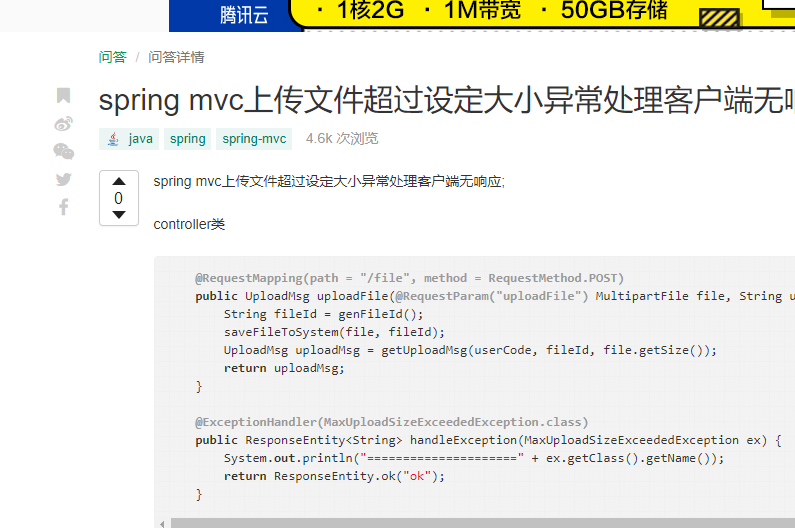 腾讯云
· 1核2G · 1M带宽 · 50GB存储
问答 / 问答详情
spring mvc上传文件超过设定大小异常处理客户端无
java spring spring-mvc 4.6k 次浏览
spring mvc上传文件超过设定大小异常处理客户端无响应;
0
controller类
@RequestMapping(path = "/file", method = RequestMethod.POST)
public UploadMsg uploadFile(@RequestParam("uploadFile") MultipartFile file, String u
String fileId = genFileId();
saveFileToSystem(file, fileId);
UploadMsg uploadMsg = getUploadMsg(userCode, fileId, file.getSize());
return uploadMsg;
}
@ExceptionHandler(MaxUploadSizeExceededException.class)
public ResponseEntity<String> handleException(MaxUploadSizeExceededException ex) {
System.out.println("=====================" + ex.getClass().getName());
return ResponseEntity.ok("ok");
}